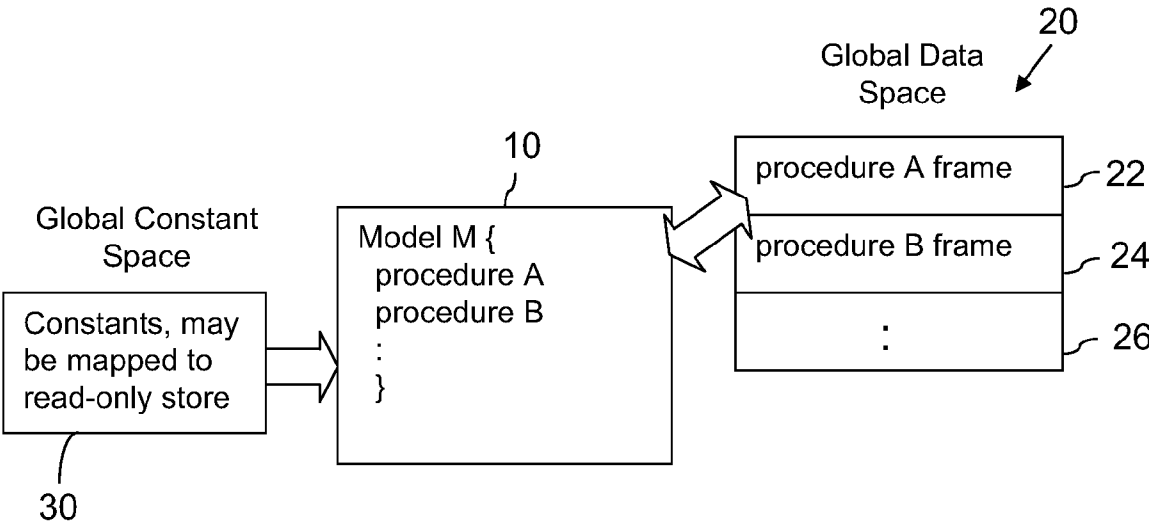 20
Global Data
Space
10
procedure A frame
22
Global Constant
Space
Model M {
procedure A
procedure B
:
}
procedure B frame
24
Constants, may
be mapped to
read-only store
:
26
30